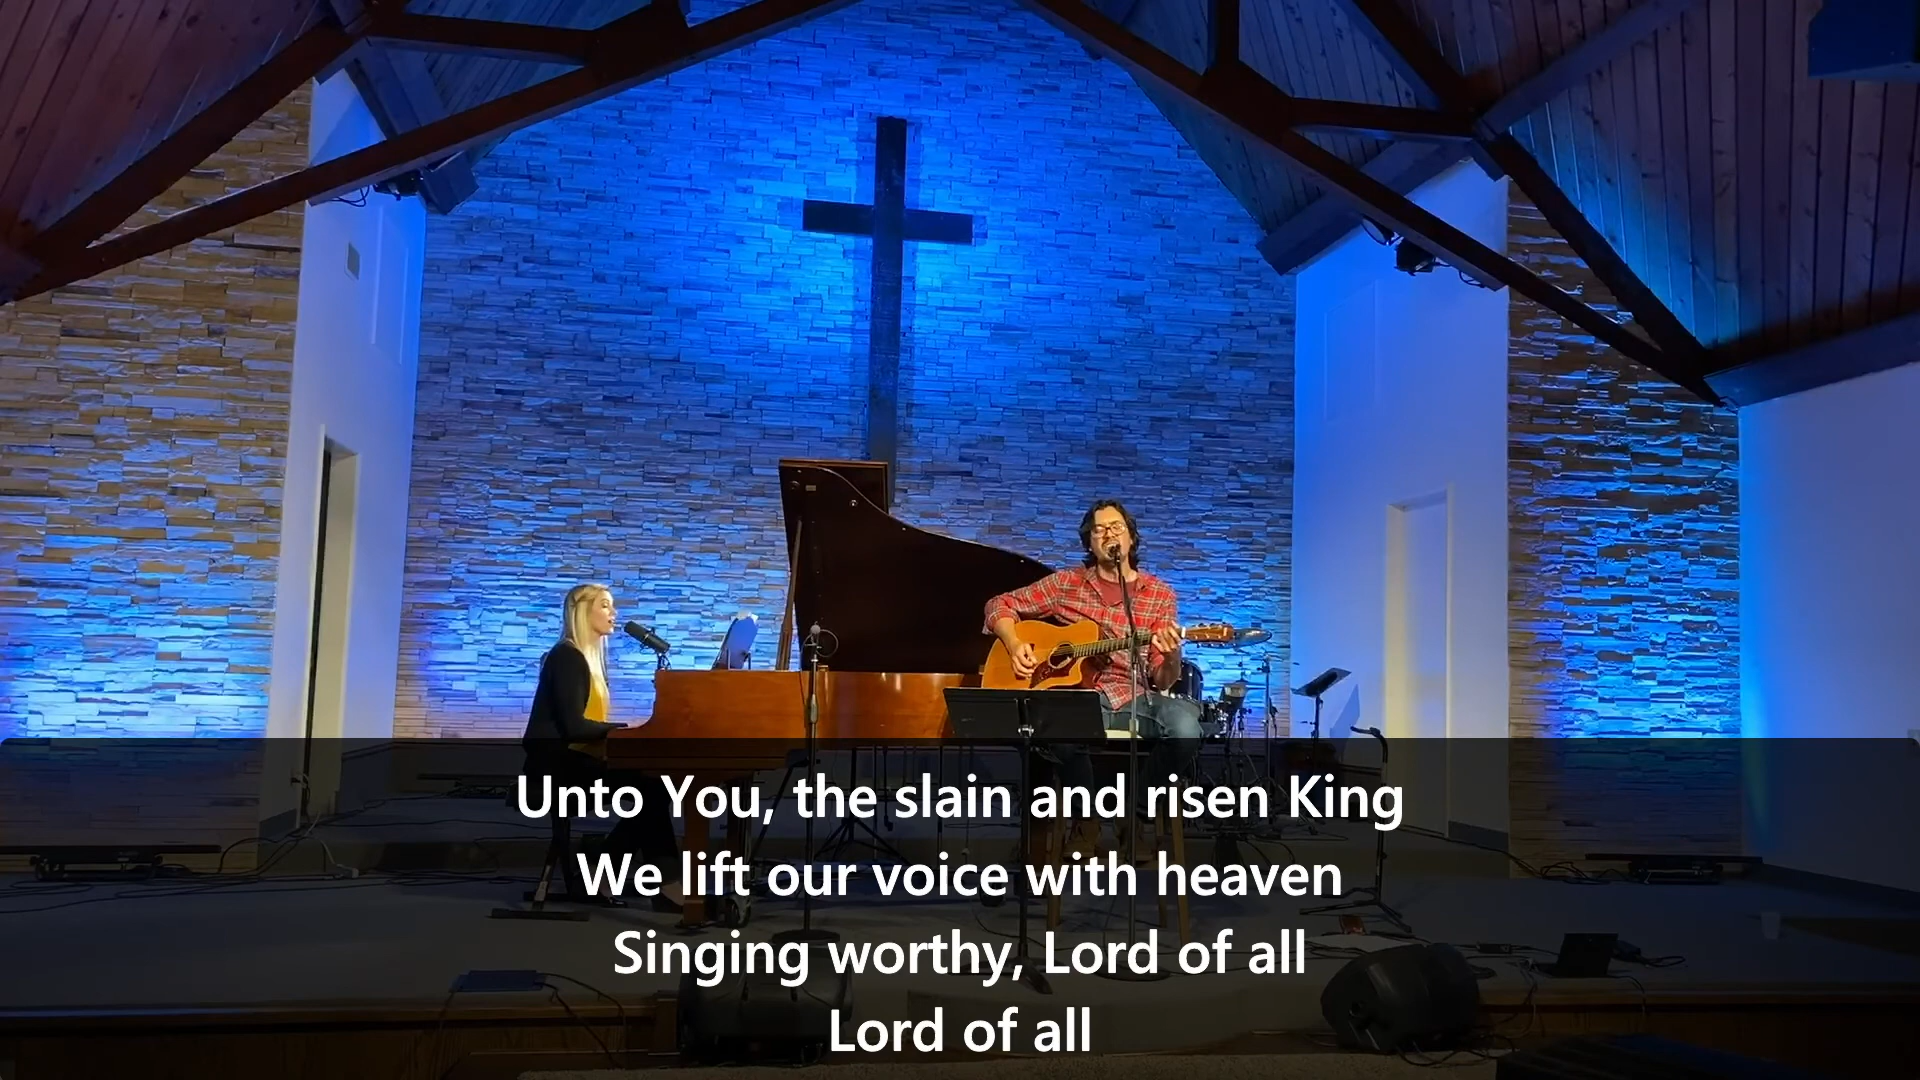 Unto You, the slain and risen King
We lift our voice with heaven
Singing worthy, Lord of all
Lord of all